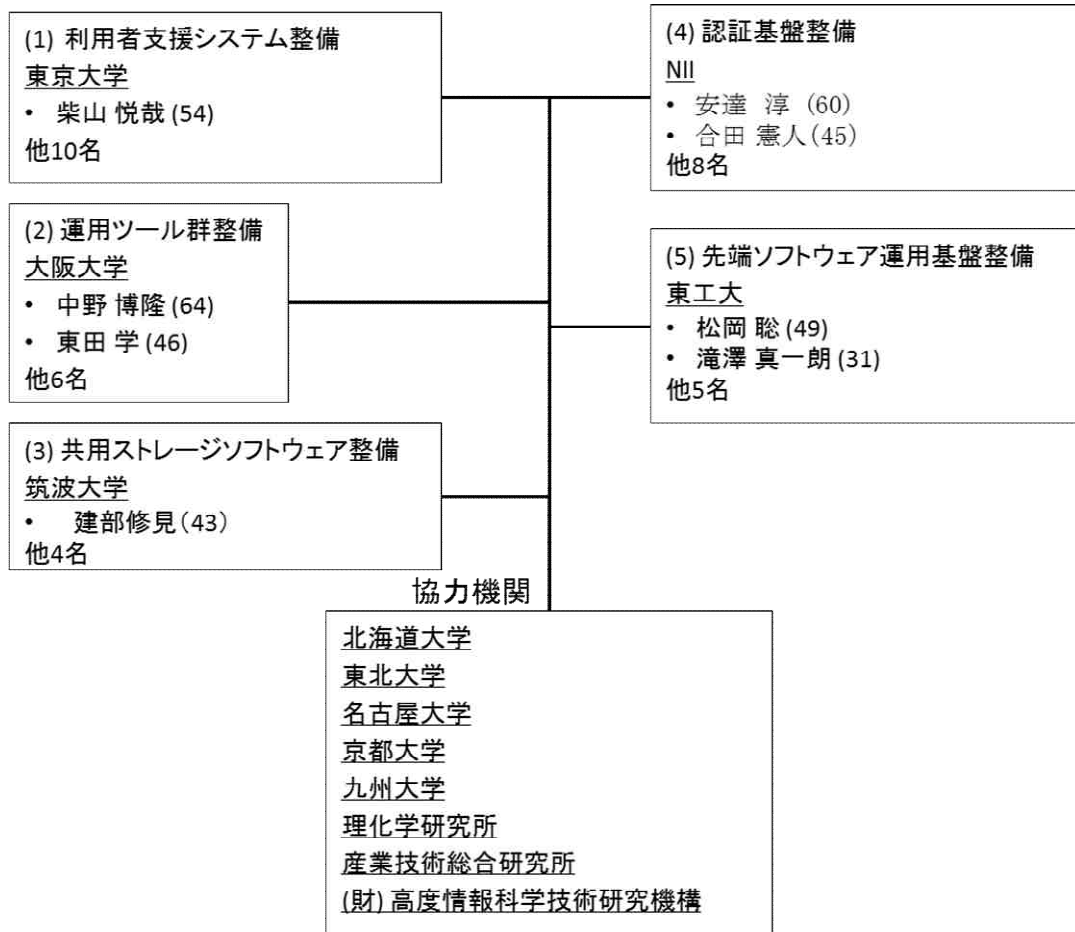 (1) 利用者支援システム整備
東京大学
• 柴山 悦哉 (54)
他10名
(2) 運用ツール群整備
大阪大学
• 中野 博隆 (64)
• 東田 学 (46)
他6名
(3) 共用ストレージソフトウェア整備
筑波大学
• 建部修見(43)
他4名
(4) 認証基盤整備
NII
• 安達 淳 (60)
• 合田 憲人(45)
他8名
(5) 先端ソフトウェア運用基盤整備
東工大
• 松岡 聡 (49)
• 滝澤 真一朗 (31)
他5名
協力機関
北海道大学
東北大学
名古屋大学
京都大学
九州大学
理化学研究所
産業技術総合研究所
(財) 高度情報科学技術研究機構